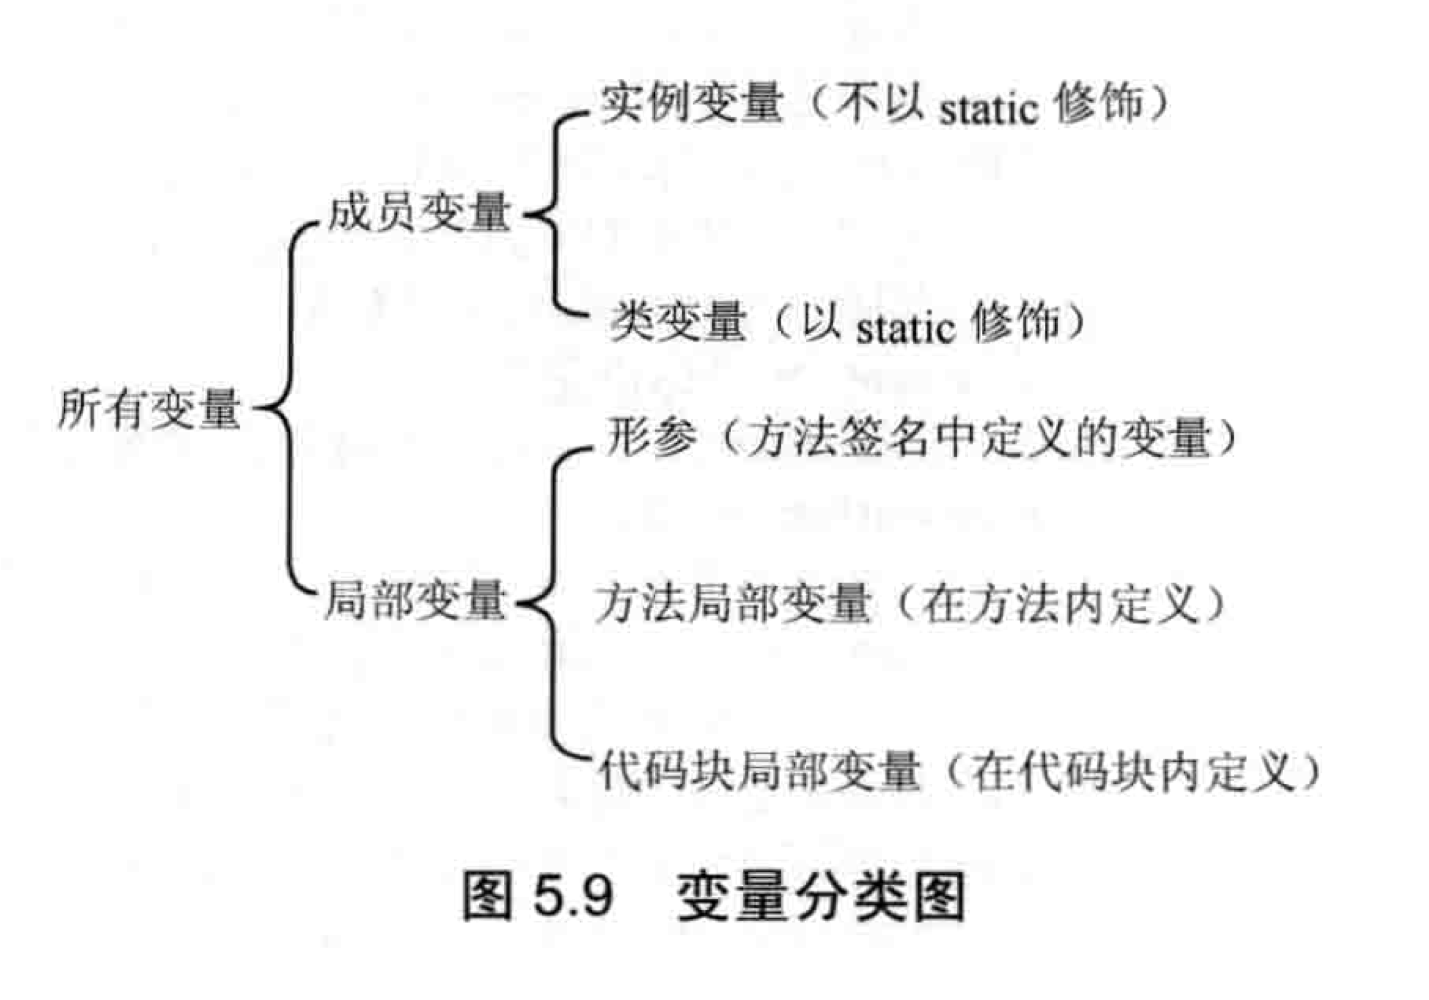 实例变量（不以 static 修饰）
成员变量
类变量（以 static 修饰）
所有变量
形参（方法签名中定义的变量）
局部变量
方法局部变量（在方法内定义）
代码块局部变量（在代码块内定义）
图 5.9 变量分类图